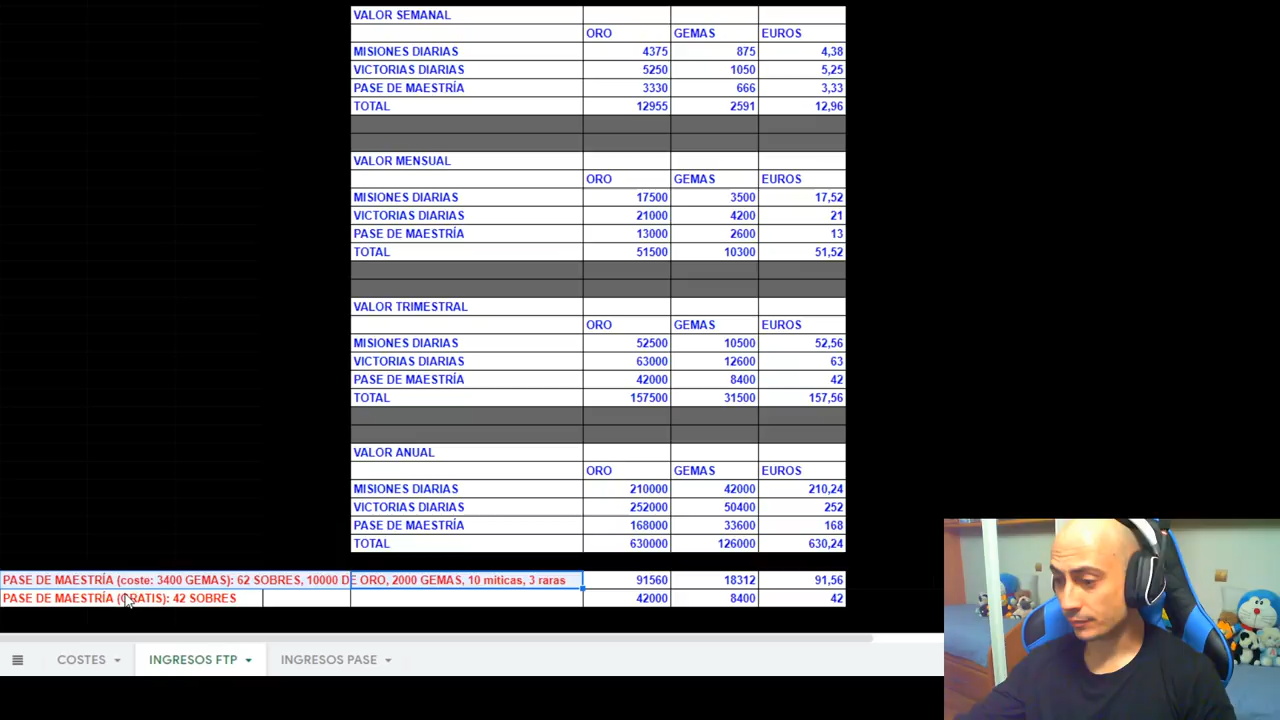 VALOR SEMANAL
ORO GEMAS EUROS
MISIONES DIARIAS 4375 875 4,38
VICTORIAS DIARIAS 5250 1050 5,25
PASE DE MAESTRÍA 3330 666 3,33
TOTAL 12955 2591 12,96
VALOR MENSUAL
ORO GEMAS EUROS
MISIONES DIARIAS 17500 3500 17,52
VICTORIAS DIARIAS 21000 4200 21
PASE DE MAESTRÍA 13000 2600 13
TOTAL 51500 10300 51,52
VALOR TRIMESTRAL
ORO GEMAS EUROS
MISIONES DIARIAS 52500 10500 52,56
VICTORIAS DIARIAS 63000 12600 63
PASE DE MAESTRÍA 42000 8400 42
TOTAL 157500 31500 157,56
VALOR ANUAL
ORO GEMAS EUROS
MISIONES DIARIAS 210000 42000 210,24
VICTORIAS DIARIAS 252000 50400 252
PASE DE MAESTRÍA 168000 33600 168
TOTAL 630000 126000 630,24
PASE DE MAESTRÍA (coste: 3400 GEMAS): 62 SOBRES, 10000 DE ORO, 2000 GEMAS, 10 miticas, 3 raras 91560 18312 91,56
PASE DE MAESTRÍA (GRATIS): 42 SOBRES 42000 8400 42
COSTES INGRESOS FTP INGRESOS PASE